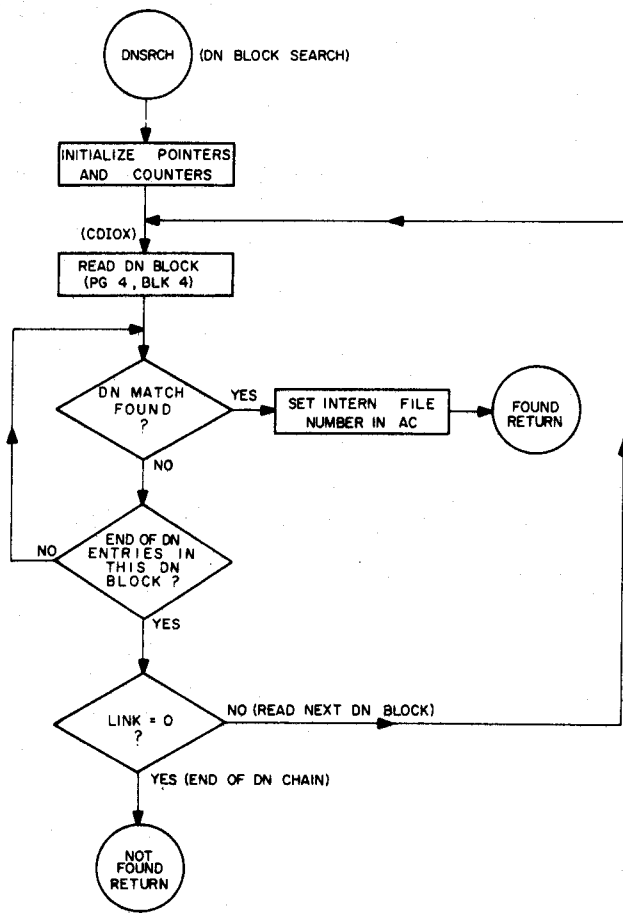 DNSRCH
(DN BLOCK SEARCH)
INITIALIZE POINTERS
AND COUNTERS
(CDIOX)
READ DN BLOCK
(PG 4, BLK 4)
DN MATCH
FOUND
?
YES
SET INTERN FILE
NUMBER IN AC
FOUND
RETURN
NO
END OF DN
ENTRIES IN
THIS DN
BLOCK ?
NO
YES
LINK = 0
?
NO (READ NEXT DN BLOCK)
YES (END OF DN CHAIN)
NOT
FOUND
RETURN